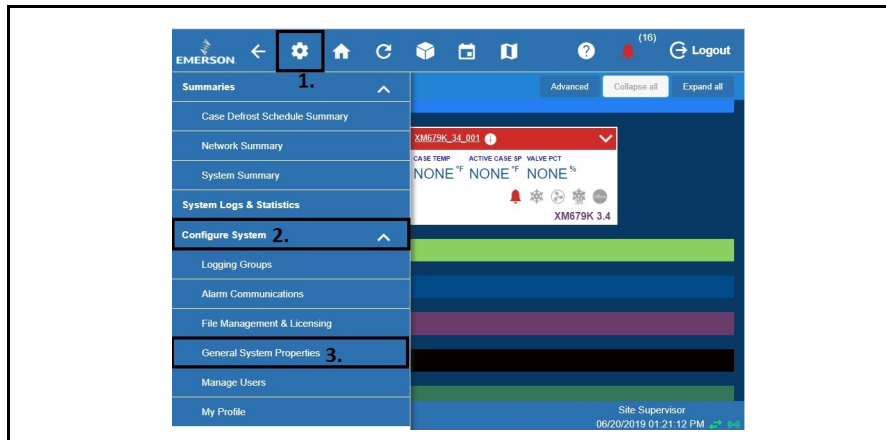 EMERSON
(16)
Logout
1.
Summaries
Advanced
Collapse all
Expand all
Case Defrost Schedule Summary
Network Summary
System Summary
System Logs & Statistics
Configure System 2.
Logging Groups
Alarm Communications
File Management & Licensing
General System Properties 3.
Manage Users
My Profile
XM679K_34_001
CASE TEMP ACTIVE CASE SP VALVE PCT
NONE °F NONE °F NONE %
XM679K 3.4
Site Supervisor
06/20/2019 01:21:12 PM